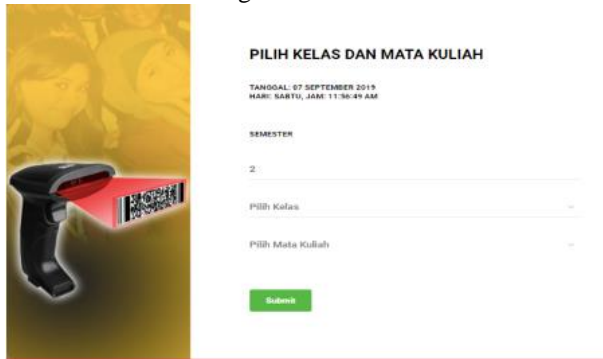 PILIH KELAS DAN MATA KULIAH
TANGGAL: 07 SEPTEMBER 2019
HARI: SABTU, JAM: 11:56:49 AM
SEMESTER
2
Pilih Kelas
Pilih Mata Kuliah
Submit